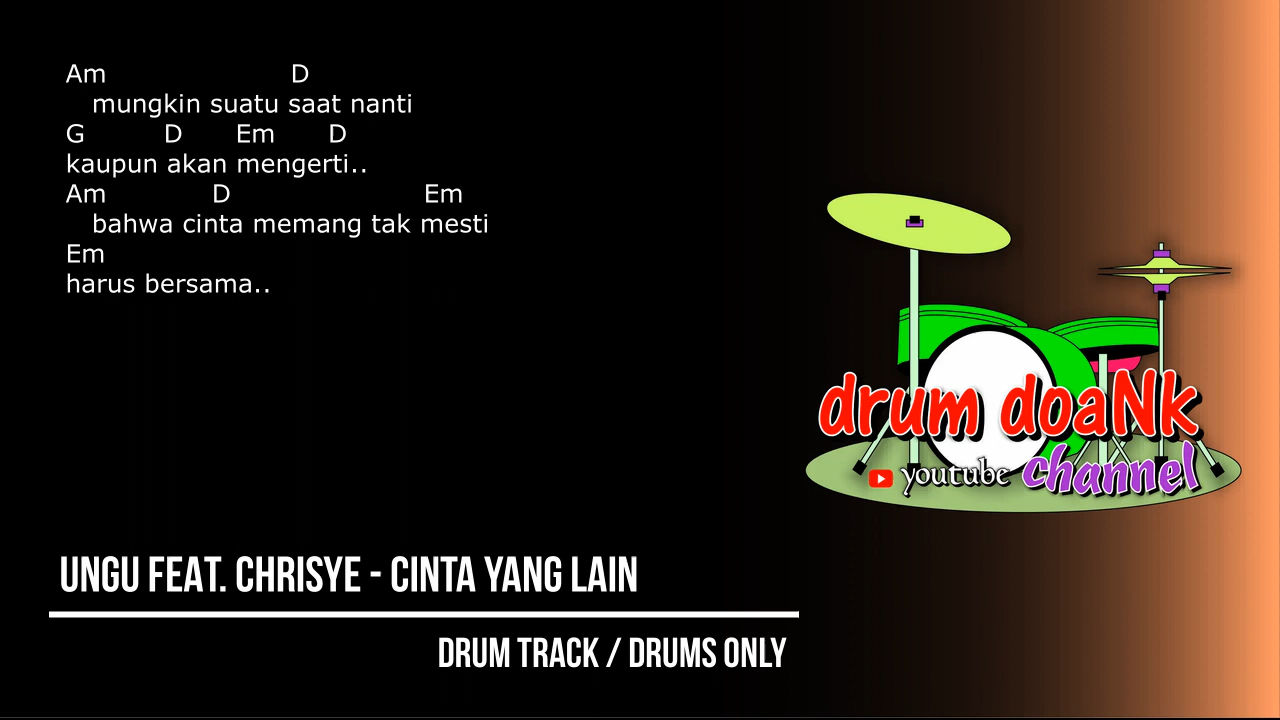 Am D
mungkin suatu saat nanti
G D Em D
kaupun akan mengerti..
Am D Em
bahwa cinta memang tak mesti
Em
harus bersama..
drum doaNk
youtube channel
UNGU FEAT. CHRISYE - CINTA YANG LAIN
DRUM TRACK / DRUMS ONLY